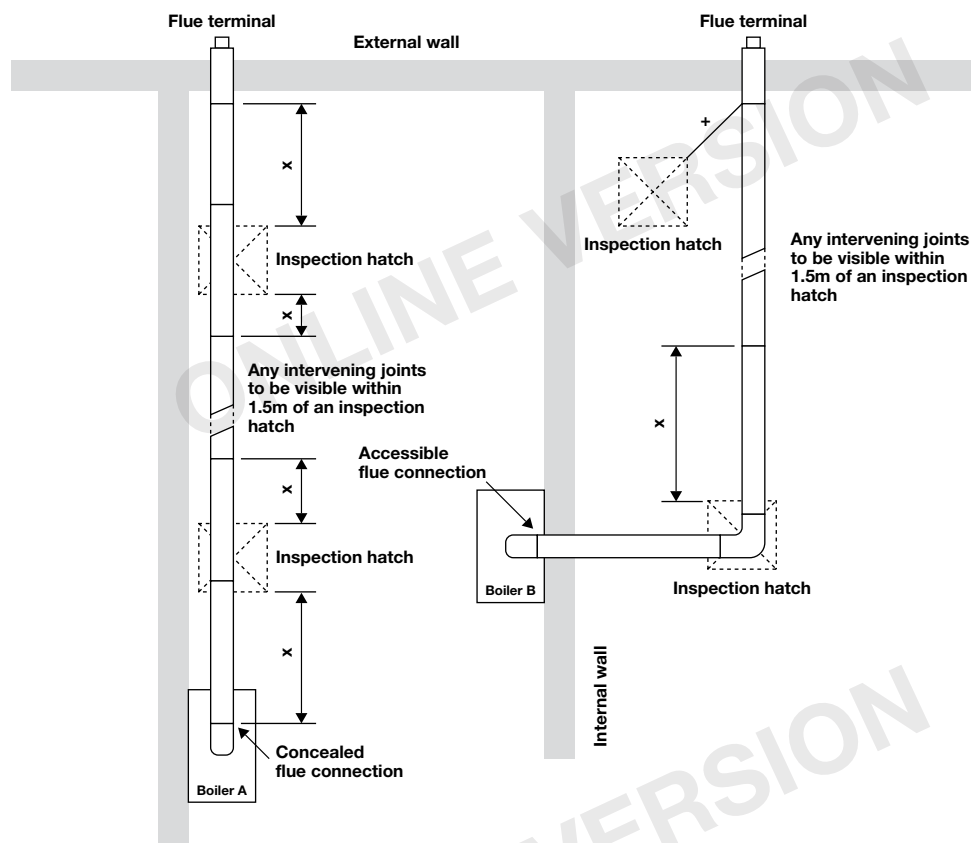 Flue terminal
Flue terminal
External wall
x
+
Inspection hatch
Inspection hatch
Any intervening joints
to be visible within
1.5m of an inspection
hatch
x
Any intervening joints
to be visible within
1.5m of an inspection
hatch
x
Accessible
flue connection
x
Inspection hatch
Boiler B
Inspection hatch
x
Internal wall
Concealed
flue connection
Boiler A
ONLINE VERSION
VERSION